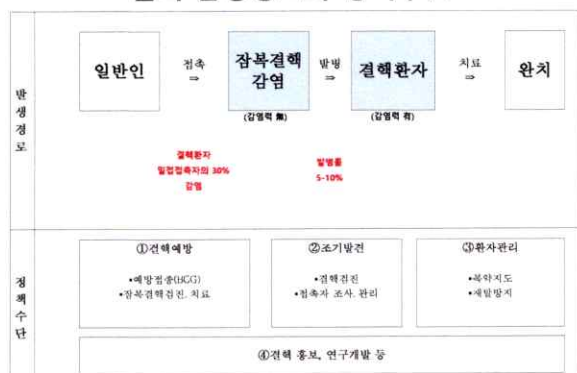 일반인
접촉
⇒
잠복결핵
감염
발병
⇒
결핵환자
치료
⇒
완치
(감염력 無)
(감염력 有)
발생경로
결핵환자
밀접접촉자의 30%
감염
발병률
5-10%
정책수단
①결핵예방
•예방접종(BCG)
•잠복결핵검진, 치료
②조기발견
•결핵검진
•접촉자 조사, 관리
③환자관리
•복약지도
•재발방지
④결핵 홍보, 연구개발 등